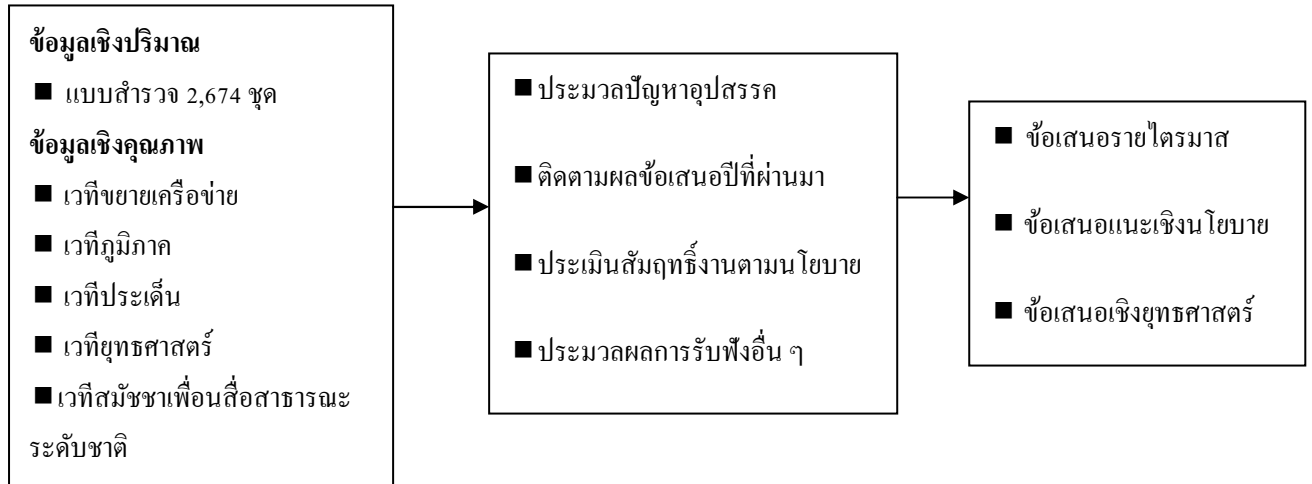 ข้อมูลเชิงปริมาณ
■ แบบสำรวจ 2,674 ชุด
ข้อมูลเชิงคุณภาพ
■ เวทีขยายเครือข่าย
■ เวทีภูมิภาค
■ เวทีประเด็น
■ เวทียุทธศาสตร์
■ เวทีสมัชชาเพื่อนสื่อสาธารณะ
ระดับชาติ
■ ประมวลปัญหาอุปสรรค
■ ติดตามผลข้อเสนอปีที่ผ่านมา
■ ประเมินสัมฤทธิ์งานตามนโยบาย
■ ประมวลผลการรับฟังอื่น ๆ
■ ข้อเสนอรายไตรมาส
■ ข้อเสนอแนะเชิงนโยบาย
■ ข้อเสนอเชิงยุทธศาสตร์